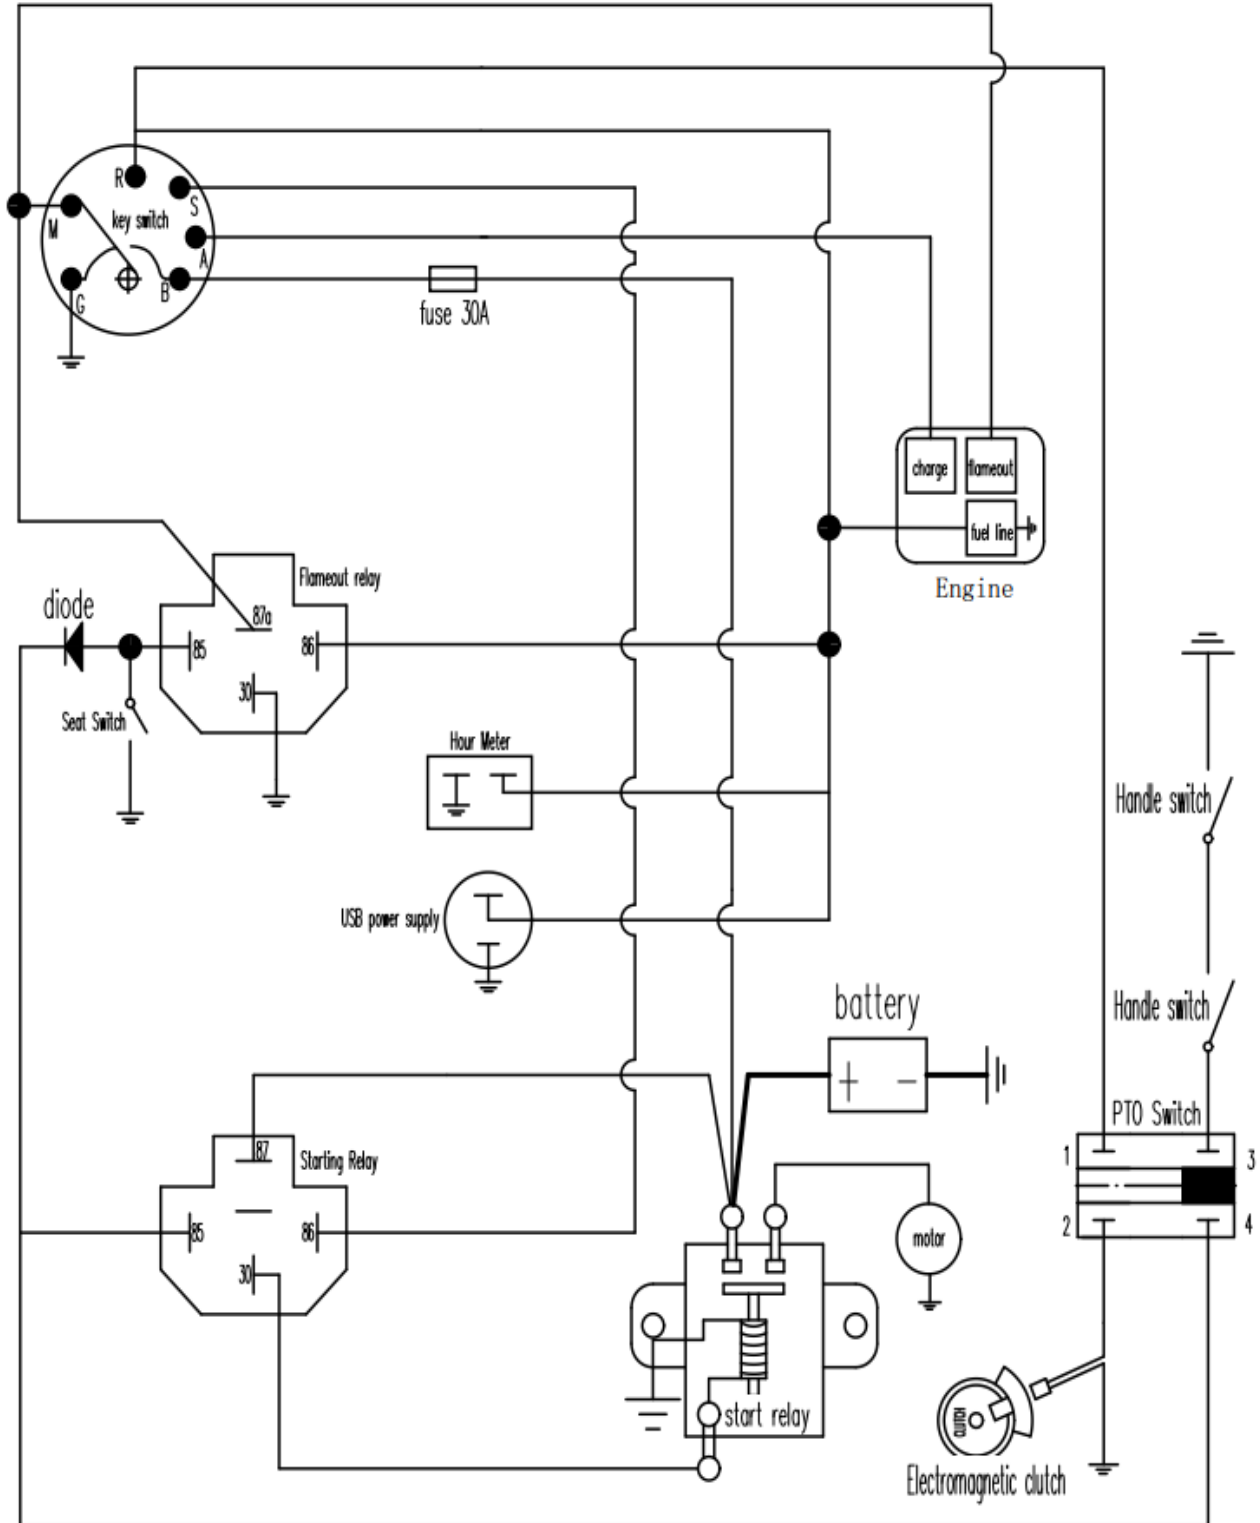 R
S
key switch
M
A
G
B
fuse 30A
charge
flameout
fuel line
Engine
Flameout relay
diode
87a
85
86
30
Seat Switch
Hour Meter
Handle switch
USB power supply
battery
Handle switch
+
-
PTO Switch
87
Starting Relay
1
3
85
86
2
4
motor
30
start relay
CLUTCH
Electromagnetic clutch